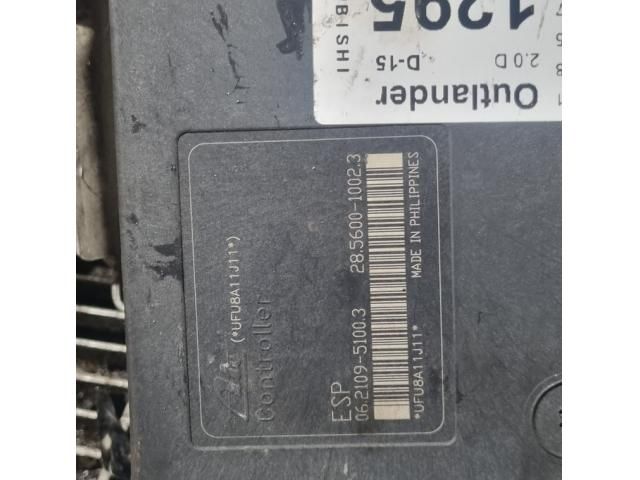 BISHI
1295
D-15
2.0 D
Outlander
(*UFU8A11J11*)
Controller
ESP
06.2109-5100.3
28.5600-1002.3
*UFU8A11J11*
MADE IN PHILIPPINES